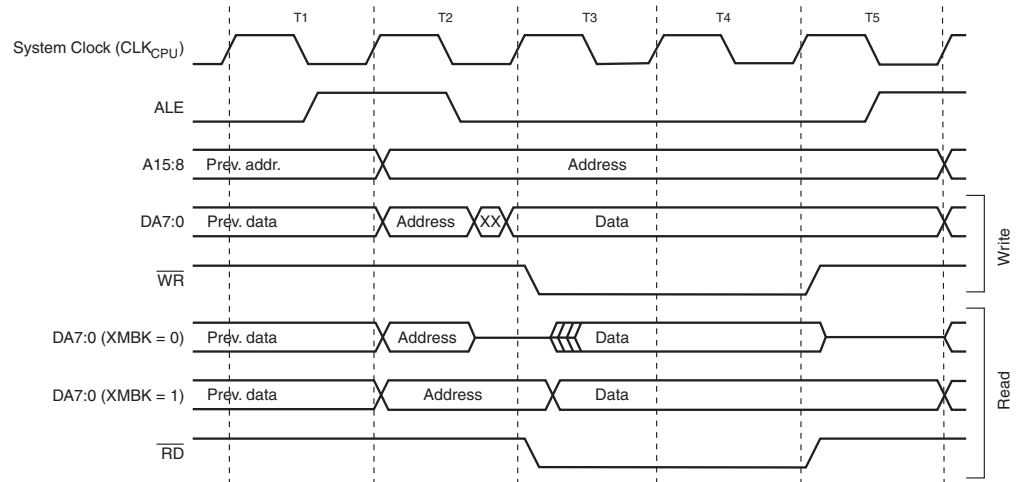 T1 T2 T3 T4 T5
System Clock (CLKCPU)
ALE
A15:8 Prev. addr. Address
DA7:0 Prev. data Address XX Data
WR
Write
DA7:0 (XMBK = 0) Prev. data Address Data
DA7:0 (XMBK = 1) Prev. data Address Data
RD
Read